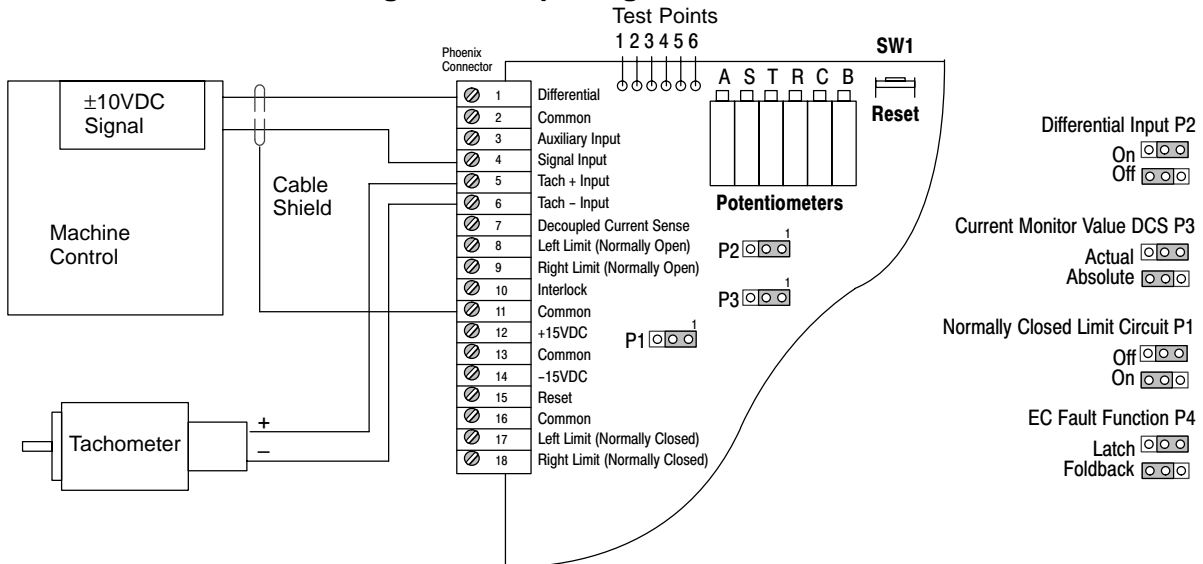 Test Points
1 2 3 4 5 6
SW1
Phoenix
Connector
A S T R C B
Reset
Potentiometers
±10VDC
Signal
Machine
Control
Cable
Shield
1 Differential
2 Common
3 Auxiliary Input
4 Signal Input
5 Tach + Input
6 Tach – Input
7 Decoupled Current Sense
8 Left Limit (Normally Open)
9 Right Limit (Normally Open)
10 Interlock
11 Common
12 +15VDC
13 Common
14 –15VDC
15 Reset
16 Common
17 Left Limit (Normally Closed)
18 Right Limit (Normally Closed)
P2 1
P3 1
P1 1
Tachometer
+
–
Differential Input P2
On
Off
Current Monitor Value DCS P3
Actual
Absolute
Normally Closed Limit Circuit P1
Off
On
EC Fault Function P4
Latch
Foldback